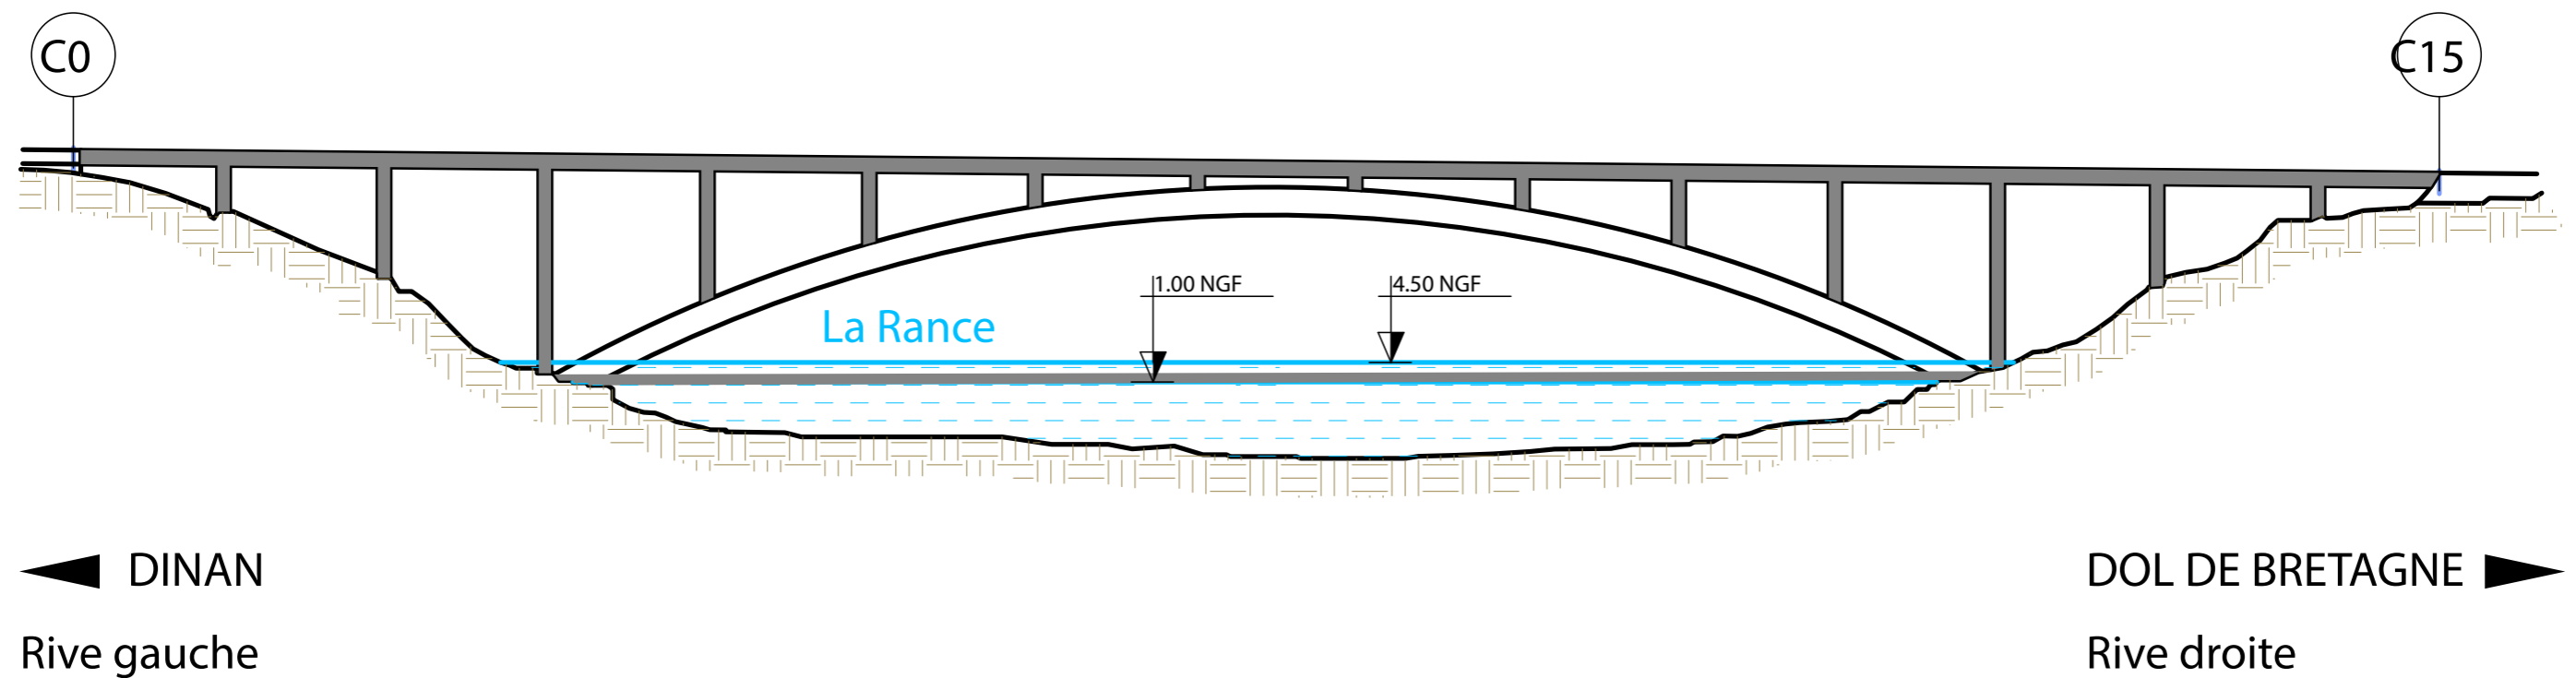 C0
C15
1.00 NGF
4.50 NGF
La Rance
DINAN
DOL DE BRETAGNE
Rive gauche
Rive droite